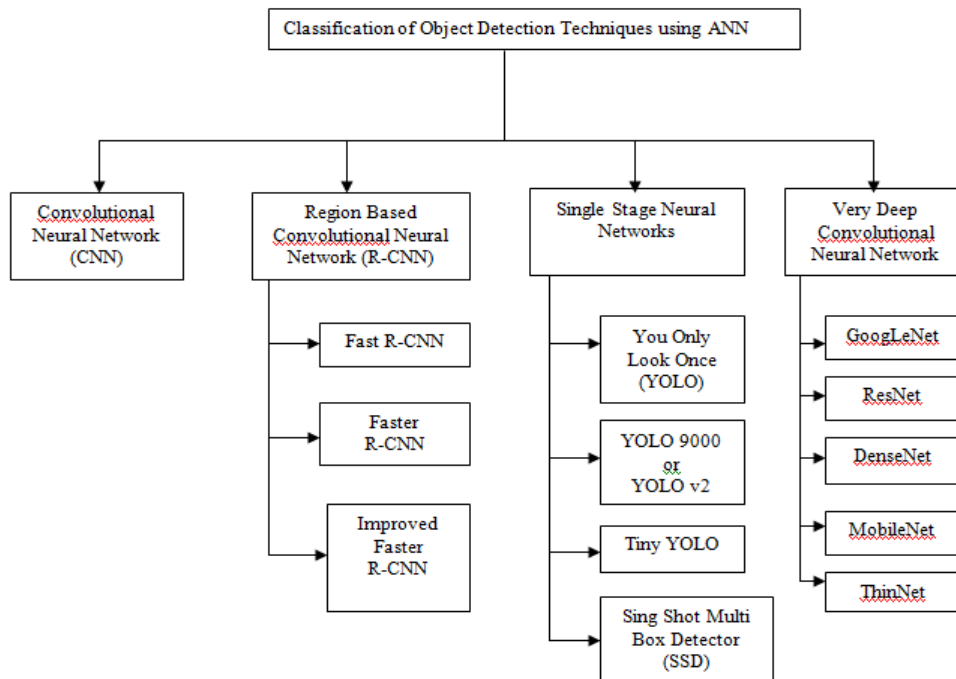 Classification of Object Detection Techniques using ANN
Convolutional
Neural Network
(CNN)
Region Based
Convolutional Neural
Network (R-CNN)
Single Stage Neural
Networks
Very Deep
Convolutional
Neural Network
Fast R-CNN
Faster
R-CNN
Improved
Faster
R-CNN
You Only
Look Once
(YOLO)
YOLO 9000
or
YOLO v2
Tiny YOLO
Sing Shot Multi
Box Detector
(SSD)
GoogLeNet
ResNet
DenseNet
MobileNet
ThinNet